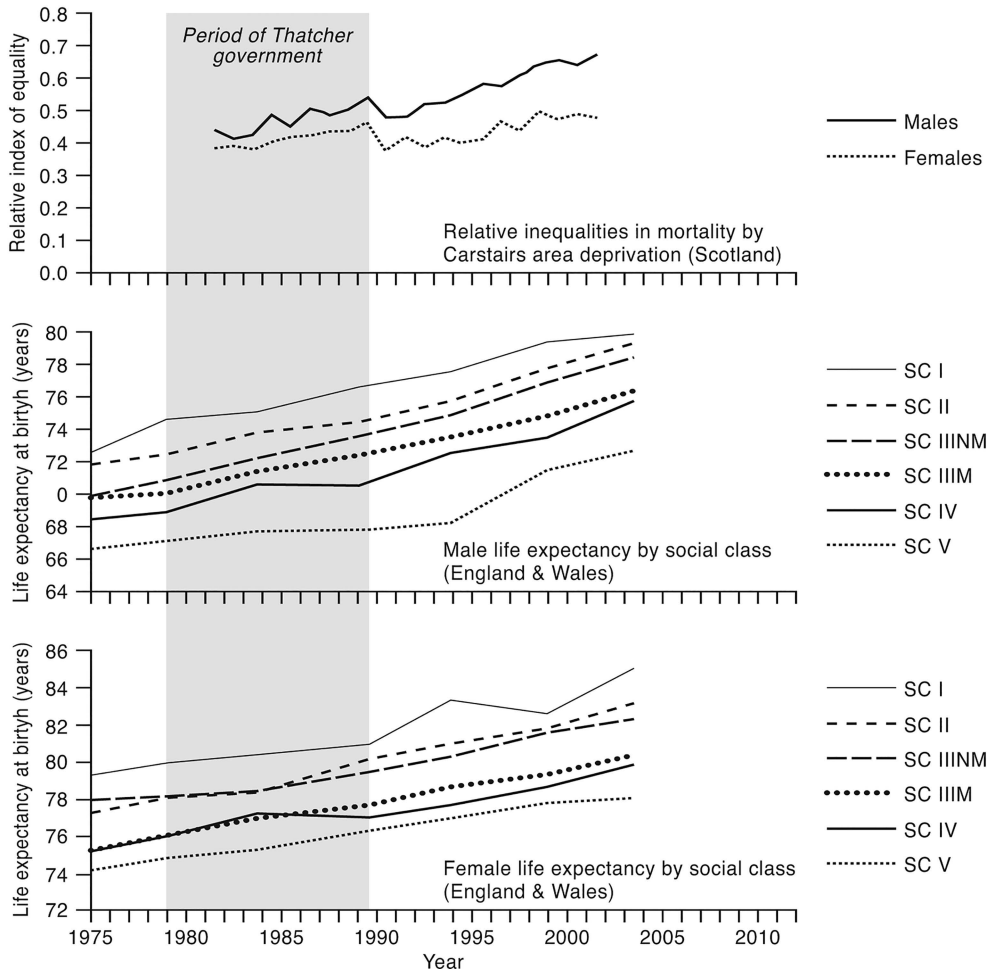 0.8
0.7
0.6
0.5
0.4
0.3
0.2
0.1
0.0
Relative index of equality
Period of Thatcher
government
Relative inequalities in mortality by
Carstairs area deprivation (Scotland)
Males
Females
80
78
76
74
72
0
68
66
64
Life expectancy at birtyh (years)
Male life expectancy by social class
(England & Wales)
SC I
SC II
SC IIINM
SC IIIM
SC IV
SC V
86
84
82
80
78
76
74
72
Life expectancy at birtyh (years)
Female life expectancy by social class
(England & Wales)
SC I
SC II
SC IIINM
SC IIIM
SC IV
SC V
1975 1980 1985 1990 1995 2000 2005 2010
Year